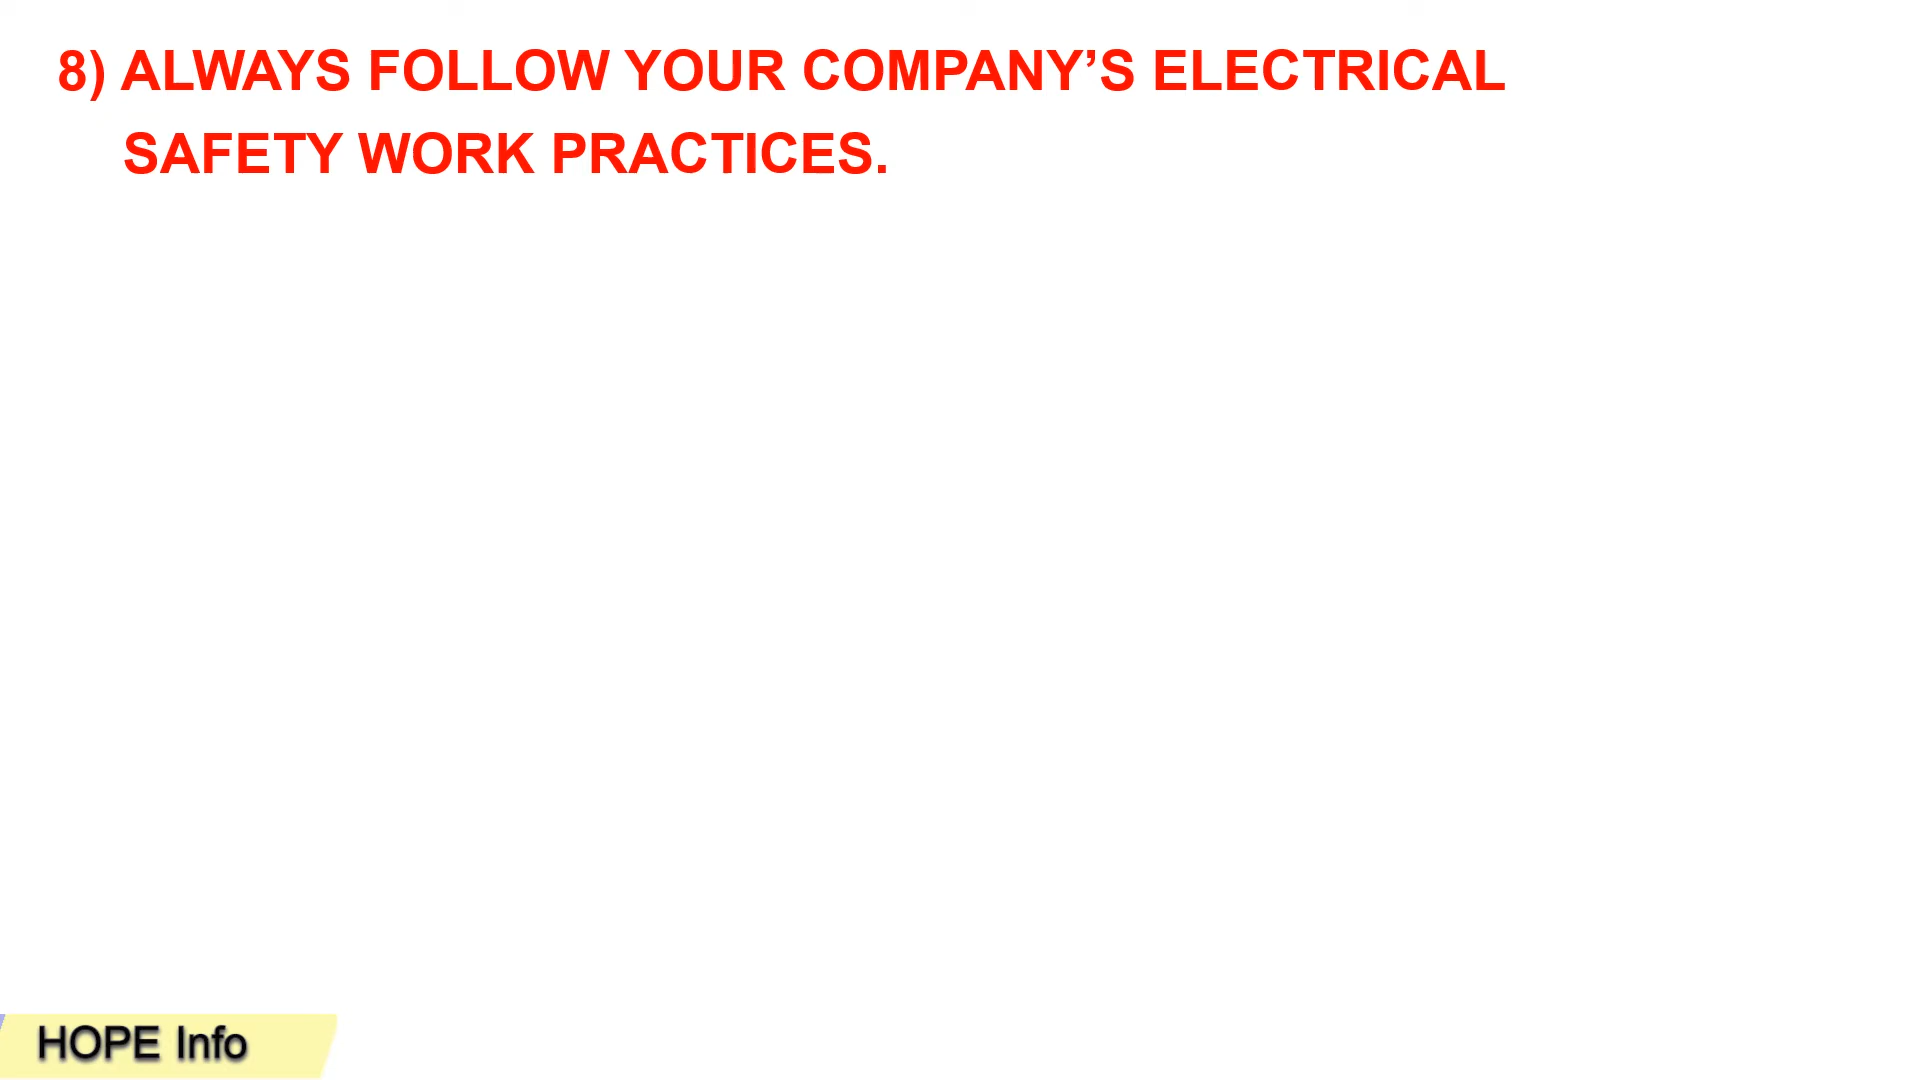 8) ALWAYS FOLLOW YOUR COMPANY’S ELECTRICAL
SAFETY WORK PRACTICES.
HOPE Info